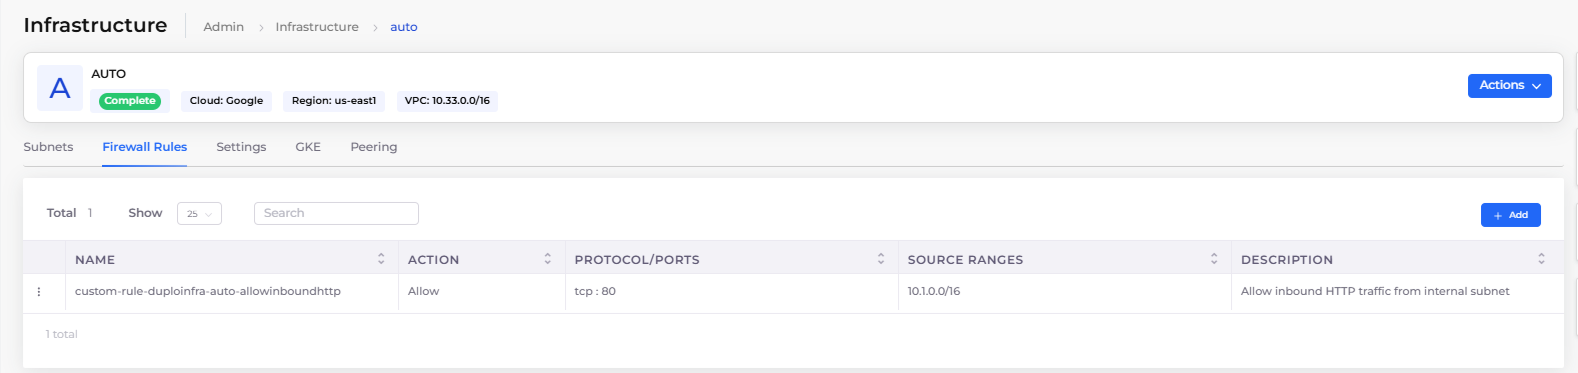 Infrastructure Admin > Infrastructure > auto
A
AUTO
Complete Cloud: Google Region: us-east1 VPC: 10.33.0.0/16
Actions
Subnets Firewall Rules Settings GKE Peering
Total 1 Show 25 Search + Add
NAME ACTION PROTOCOL/PORTS SOURCE RANGES DESCRIPTION
custom-rule-duploinfra-auto-allowinboundhttp Allow tcp : 80 10.1.0.0/16 Allow inbound HTTP traffic from internal subnet
1 total